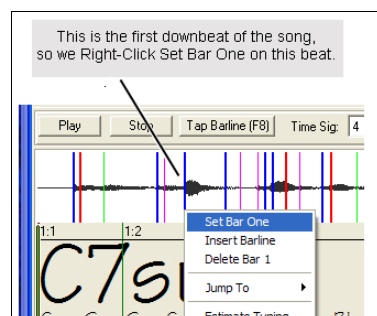 This is the first downbeat of the song,
so we Right-Click Set Bar One on this beat.
Play Stop Tap Barline (F8) Time Sig: 4
1:1 1:2
Set Bar One
Insert Barline
Delete Bar 1
Jump To
Estimate Tuning
C7su